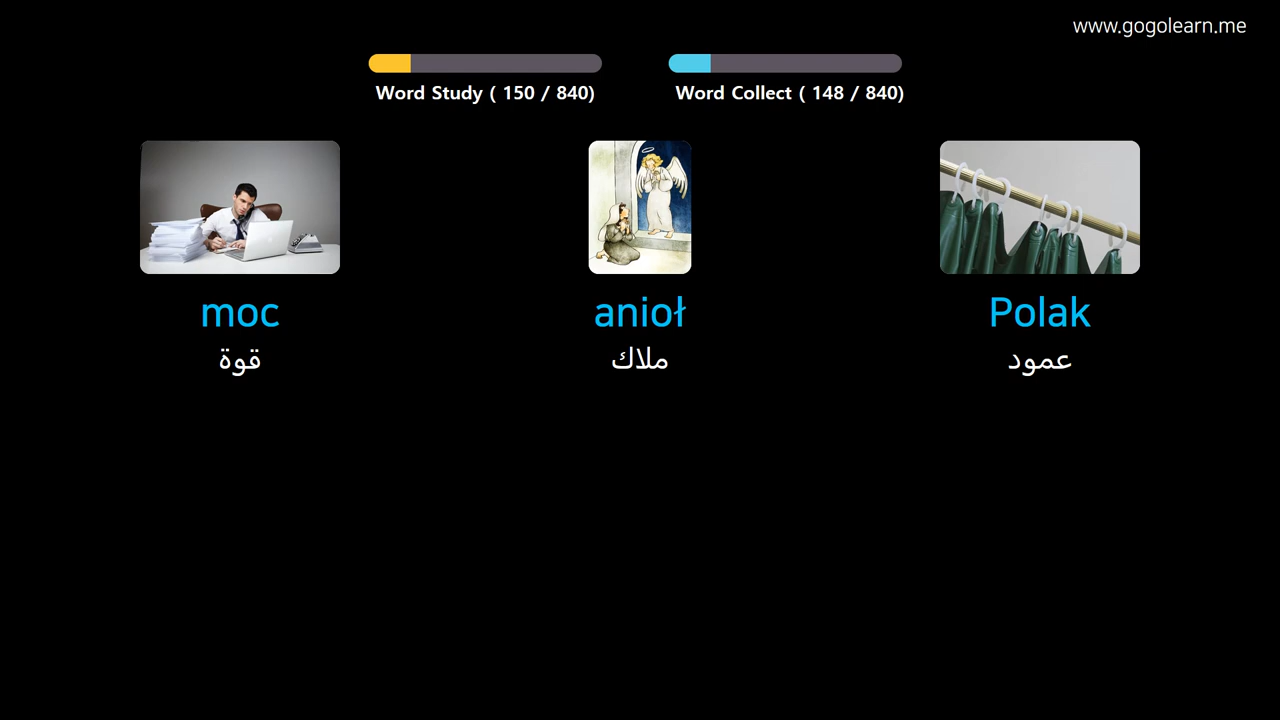 www.gogolearn.me
Word Study ( 150 / 840)
Word Collect ( 148 / 840)
moc
anioł
Polak
قوة
ملاك
عمود